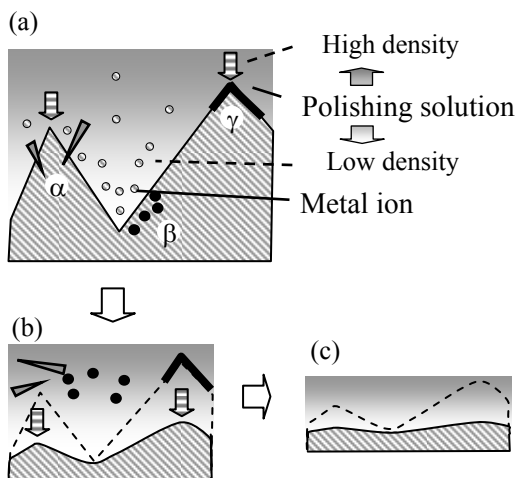 (a)
High density
Polishing solution
Low density
Metal ion
γ
α
β
(b)
(c)